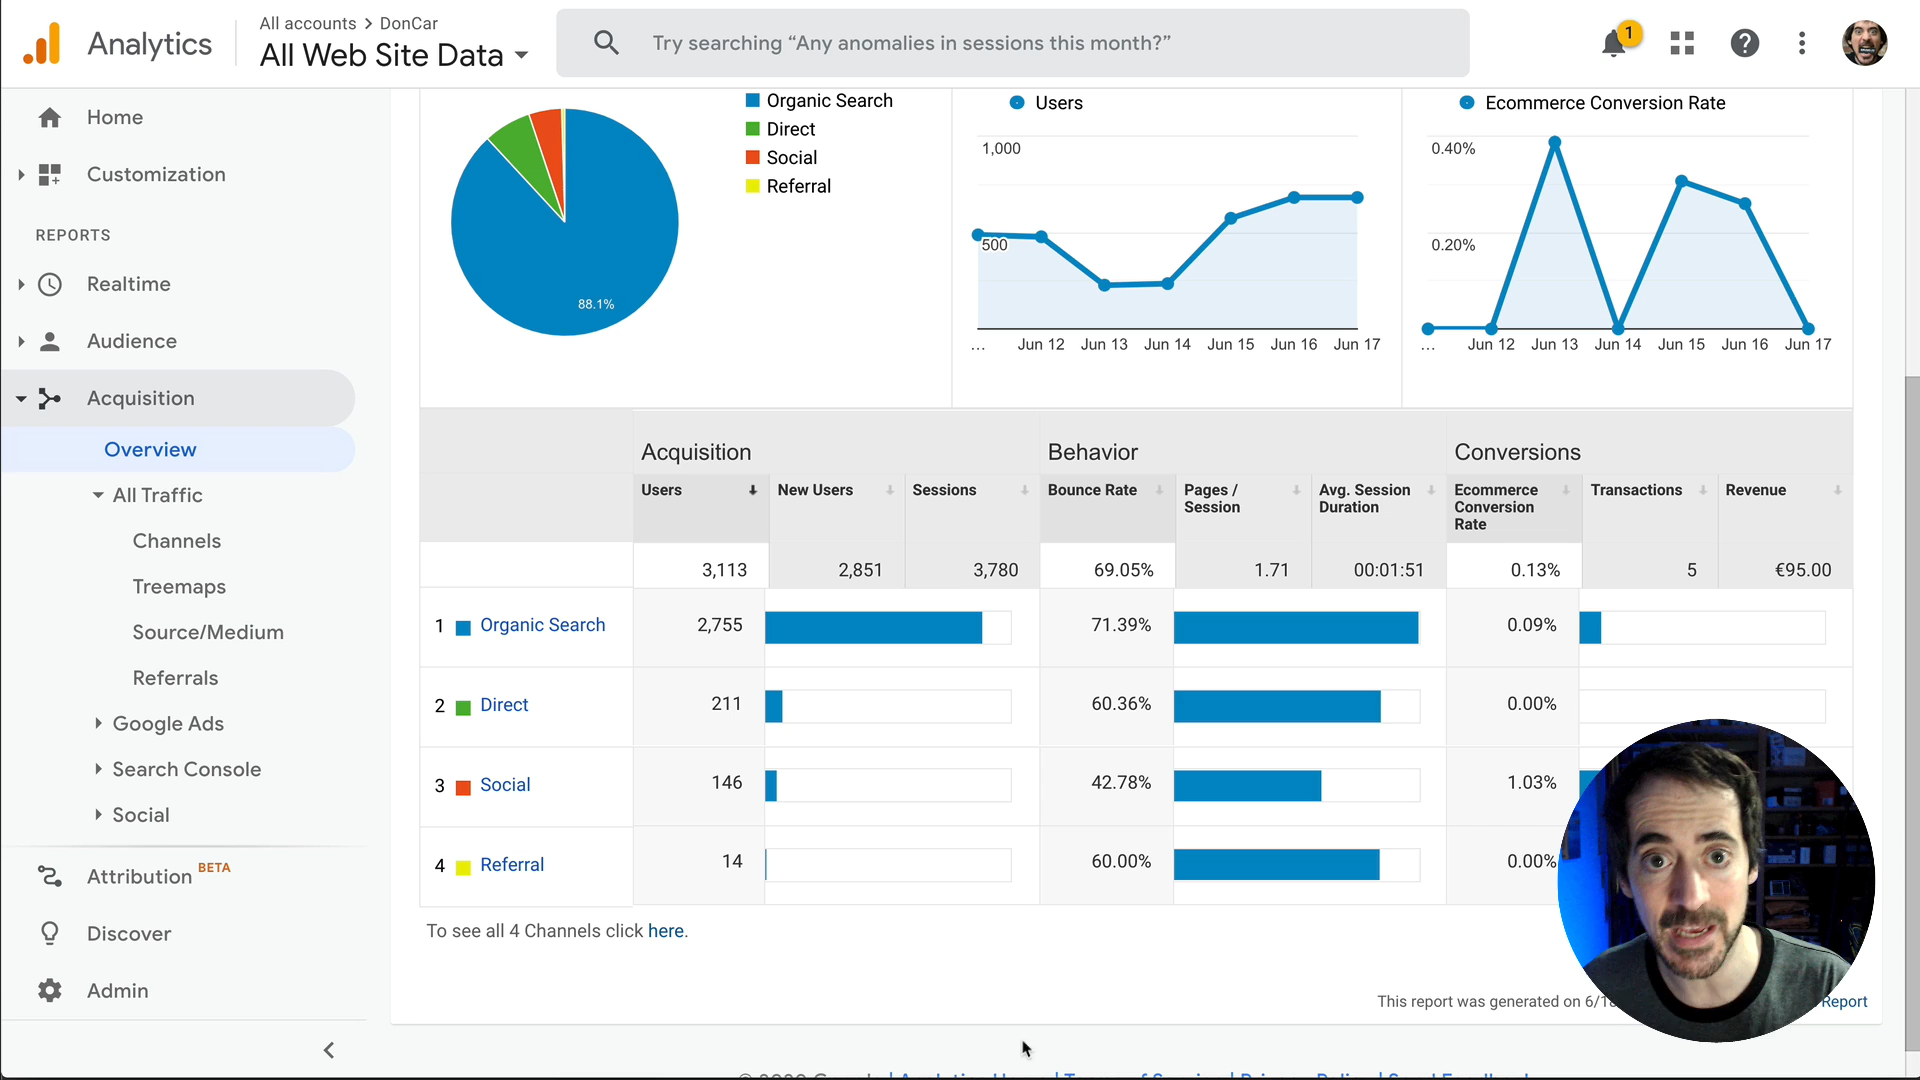 Analytics
All accounts > DonCar
All Web Site Data
Try searching “Any anomalies in sessions this month?”
1
Home
Customization
REPORTS
Realtime
Audience
Acquisition
Overview
All Traffic
Channels
Treemaps
Source/Medium
Referrals
Google Ads
Search Console
Social
Attribution BETA
Discover
Admin
Organic Search
Direct
Social
Referral
88.1%
Users
1,000
500
... Jun 12 Jun 13 Jun 14 Jun 15 Jun 16 Jun 17
Ecommerce Conversion Rate
0.40%
0.20%
... Jun 12 Jun 13 Jun 14 Jun 15 Jun 16 Jun 17
Acquisition Behavior Conversions
Users New Users Sessions Bounce Rate Pages / Session Avg. Session Duration Ecommerce Conversion Rate Transactions Revenue
3,113 2,851 3,780 69.05% 1.71 00:01:51 0.13% 5 €95.00
1 Organic Search 2,755 71.39% 0.09%
2 Direct 211 60.36% 0.00%
3 Social 146 42.78% 1.03%
4 Referral 14 60.00% 0.00%
To see all 4 Channels click here.
This report was generated on 6/1
Report